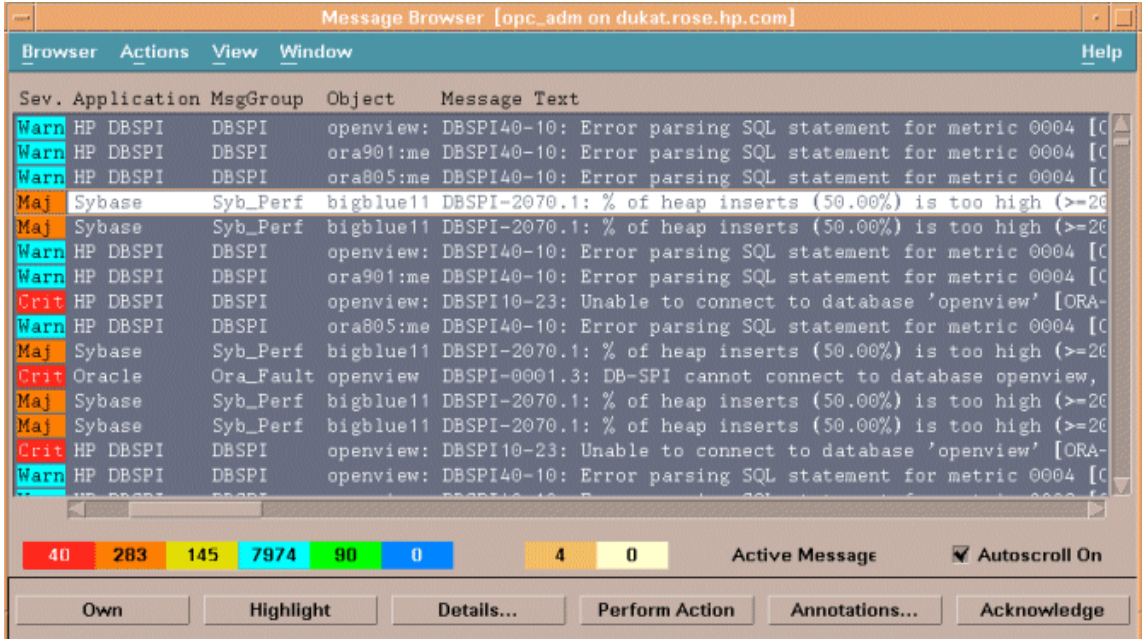 Message Browser [opc_adm on dukat.rose.hp.com]
Browser Actions View Window Help
Sev. Application MsgGroup Object Message Text
Warn HP DBSPI DBSPI openview: DBSPI40-10: Error parsing SQL statement for metric 0004 [
Warn HP DBSPI DBSPI ora901:me DBSPI40-10: Error parsing SQL statement for metric 0004 [
Warn HP DBSPI DBSPI ora805:me DBSPI40-10: Error parsing SQL statement for metric 0004 [
Maj Sybase Syb_Perf bigblue11 DBSPI-2070.1: % of heap inserts (50.00%) is too high (>=20
Maj Sybase Syb_Perf bigblue11 DBSPI-2070.1: % of heap inserts (50.00%) is too high (>=20
Warn HP DBSPI DBSPI openview: DBSPI40-10: Error parsing SQL statement for metric 0004 [
Warn HP DBSPI DBSPI ora901:me DBSPI40-10: Error parsing SQL statement for metric 0004 [
Crit HP DBSPI DBSPI openview: DBSPI10-23: Unable to connect to database 'openview' [ORA-
Warn HP DBSPI DBSPI ora805:me DBSPI40-10: Error parsing SQL statement for metric 0004 [
Maj Sybase Syb_Perf bigblue11 DBSPI-2070.1: % of heap inserts (50.00%) is too high (>=20
Crit Oracle Ora_Fault openview DBSPI-0001.3: DB-SPI cannot connect to database openview,
Maj Sybase Syb_Perf bigblue11 DBSPI-2070.1: % of heap inserts (50.00%) is too high (>=20
Maj Sybase Syb_Perf bigblue11 DBSPI-2070.1: % of heap inserts (50.00%) is too high (>=20
Crit HP DBSPI DBSPI openview: DBSPI10-23: Unable to connect to database 'openview' [ORA-
Warn HP DBSPI DBSPI openview: DBSPI40-10: Error parsing SQL statement for metric 0004 [
40 283 145 7974 90 0 4 0 Active Message Autoscroll On
Own Highlight Details... Perform Action Annotations... Acknowledge